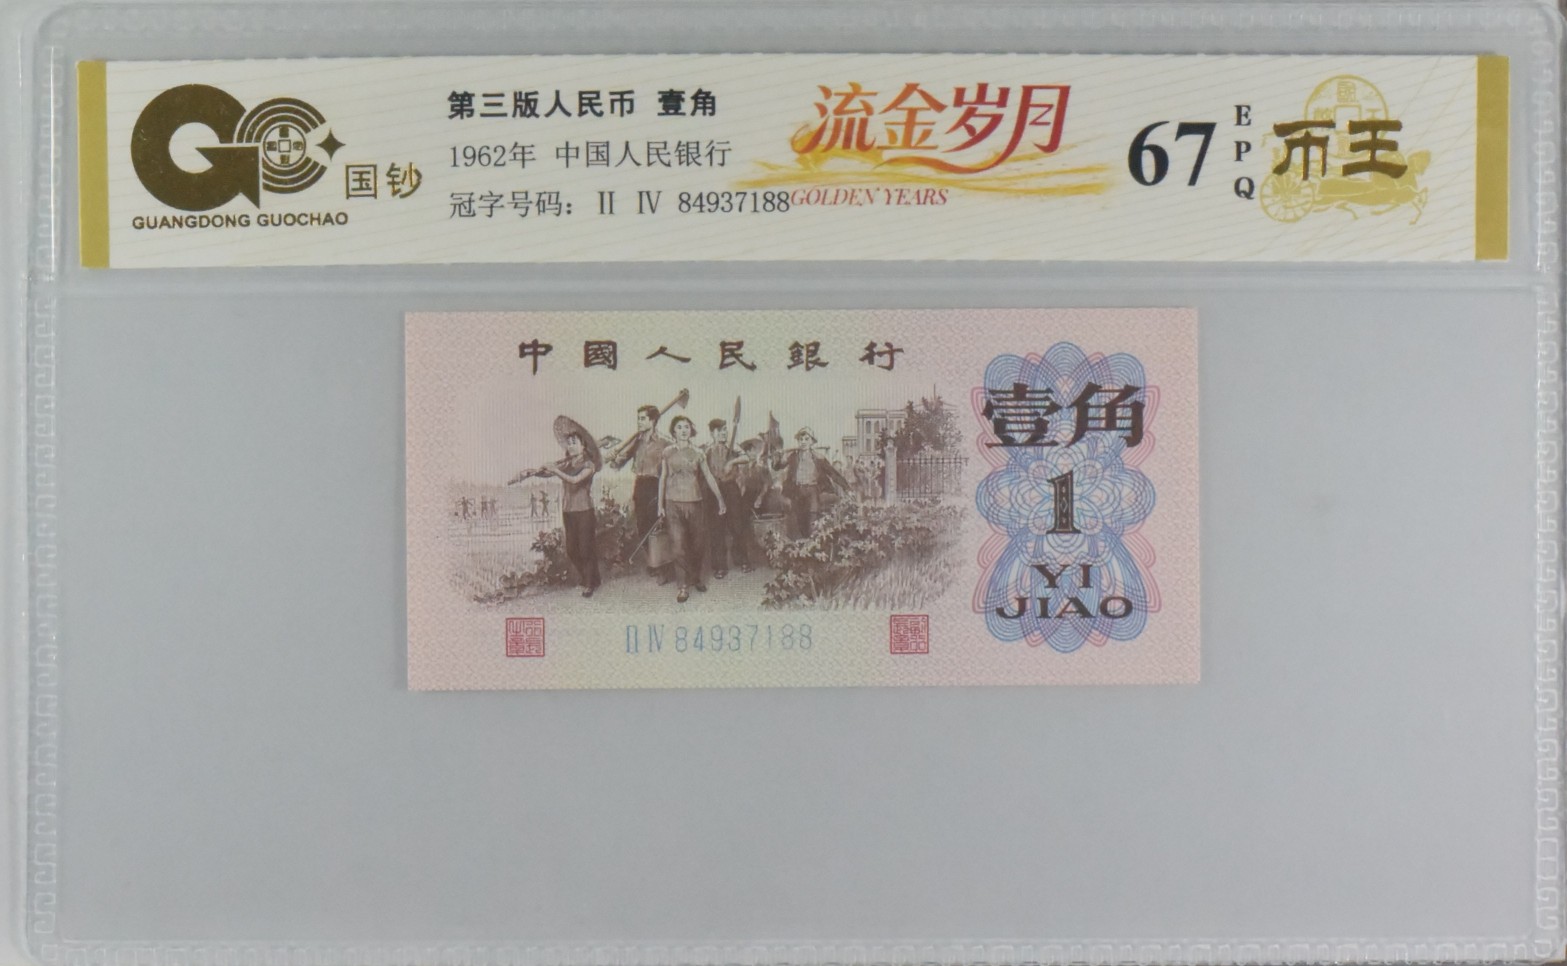 GC
国钞
GUANGDONG GUOCHAO
第三版人民币 壹角
1962年 中国人民银行
冠字号码： II IV 84937188
流金岁月
GOLDEN YEARS
67
EPQ
币王
中國人民銀行
壹角
1
YI
JIAO
II IV 84937188